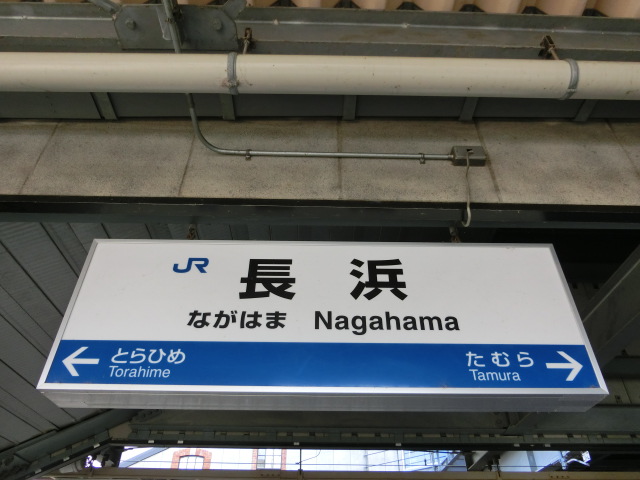 JR 長浜
ながはま Nagahama
← とらひめ たむら →
Torahime Tamura